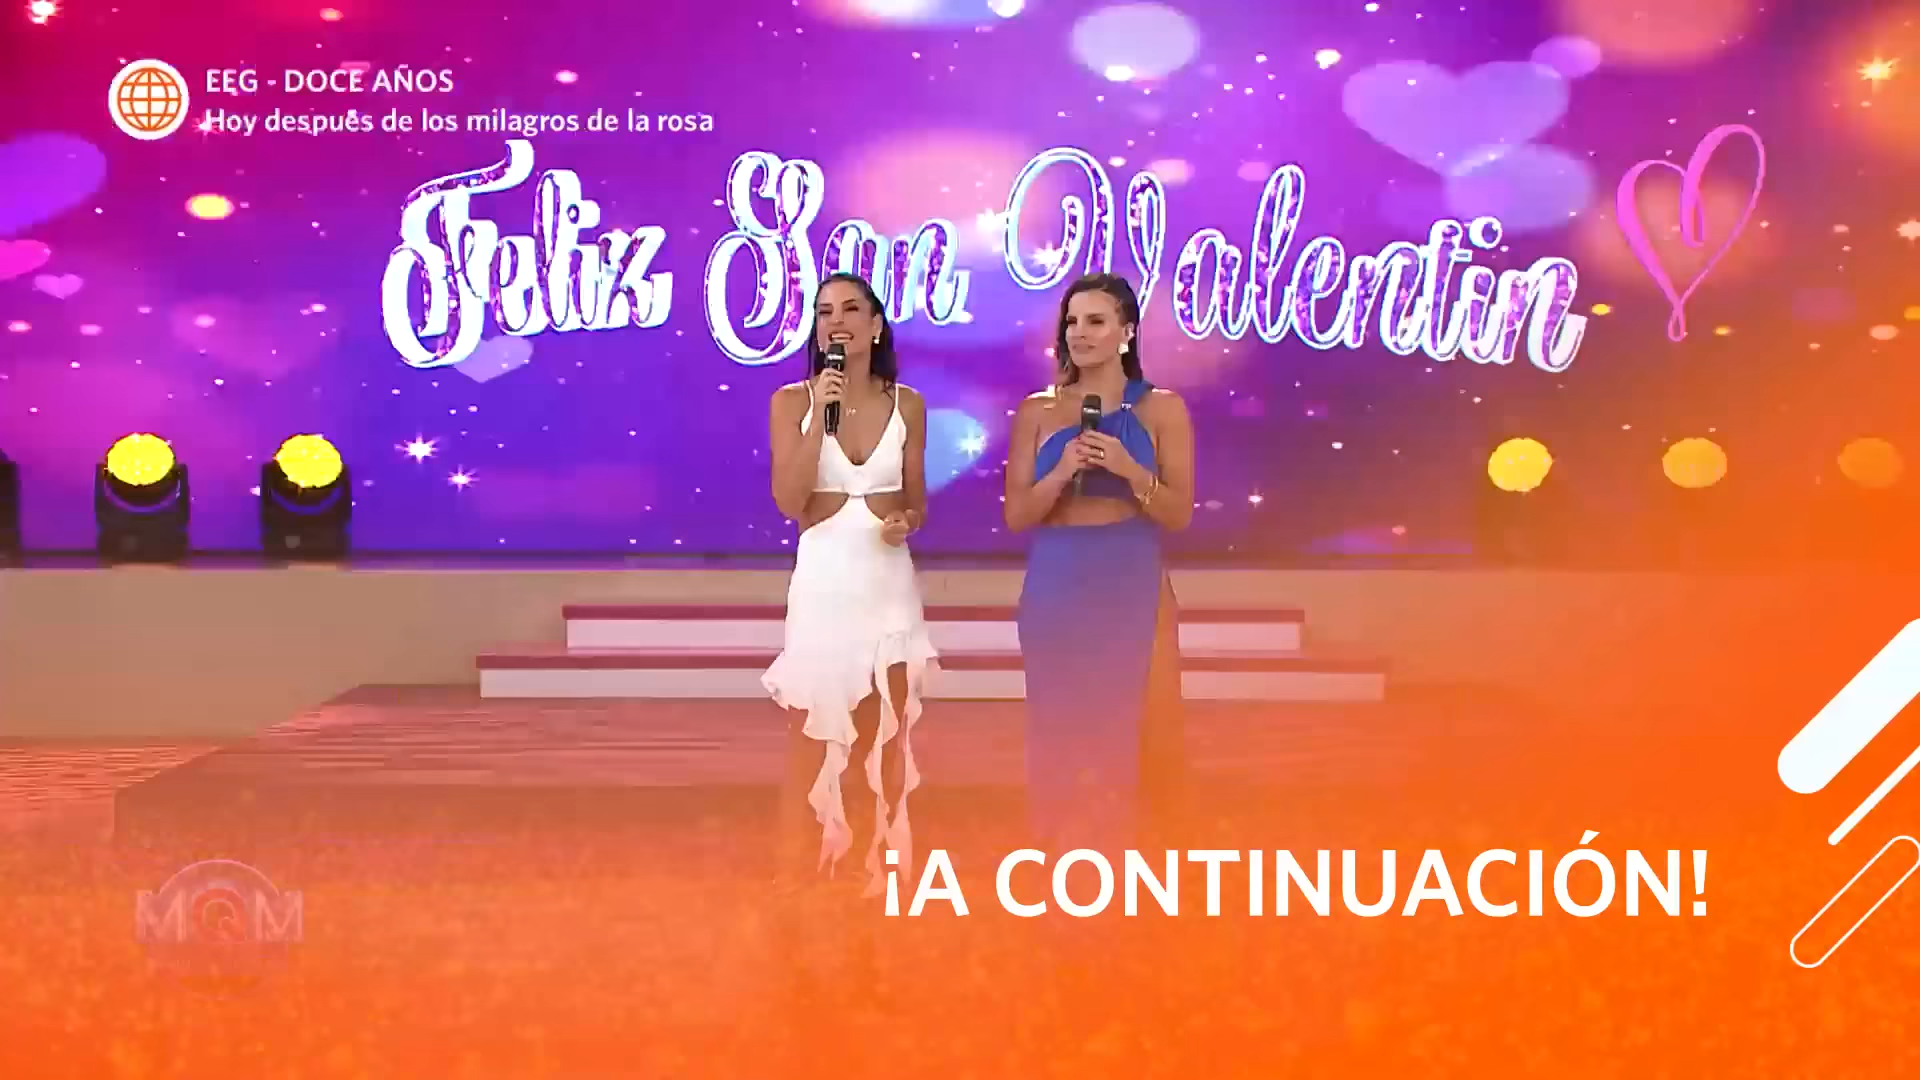 EEG - DOCE AÑOS
Hoy después de los milagros de la rosa
Feliz San Valentin
¡A CONTINUACIÓN!
MQM